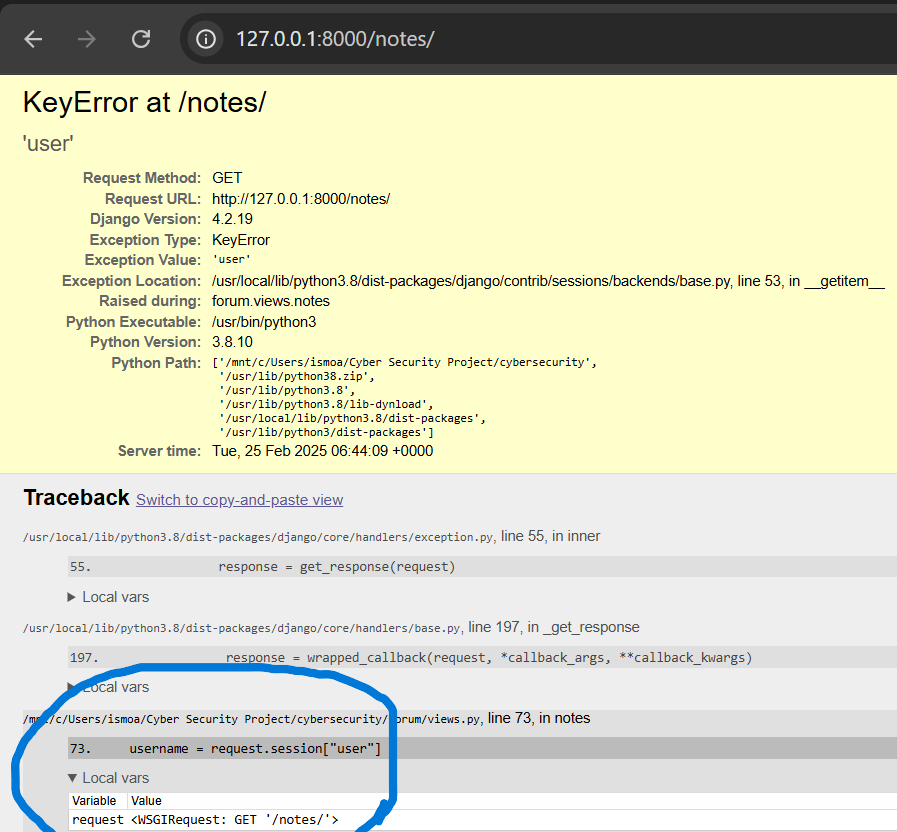 127.0.0.1:8000/notes/
KeyError at /notes/
'user'
Request Method: GET
Request URL: http://127.0.0.1:8000/notes/
Django Version: 4.2.19
Exception Type: KeyError
Exception Value: 'user'
Exception Location: /usr/local/lib/python3.8/dist-packages/django/contrib/sessions/backends/base.py, line 53, in __getitem__
Raised during: forum.views.notes
Python Executable: /usr/bin/python3
Python Version: 3.8.10
Python Path: ['/mnt/c/Users/ismoa/Cyber Security Project/cybersecurity',
'/usr/lib/python38.zip',
'/usr/lib/python3.8',
'/usr/lib/python3.8/lib-dynload',
'/usr/local/lib/python3.8/dist-packages',
'/usr/lib/python3/dist-packages']
Server time: Tue, 25 Feb 2025 06:44:09 +0000
Traceback Switch to copy-and-paste view
/usr/local/lib/python3.8/dist-packages/django/core/handlers/exception.py, line 55, in inner
55. response = get_response(request)
▶ Local vars
/usr/local/lib/python3.8/dist-packages/django/core/handlers/base.py, line 197, in _get_response
197. response = wrapped_callback(request, *callback_args, **callback_kwargs)
▶ Local vars
/mnt/c/Users/ismoa/Cyber Security Project/cybersecurity/forum/views.py, line 73, in notes
73. username = request.session["user"]
▼ Local vars
Variable Value
request <WSGIRequest: GET '/notes/'>